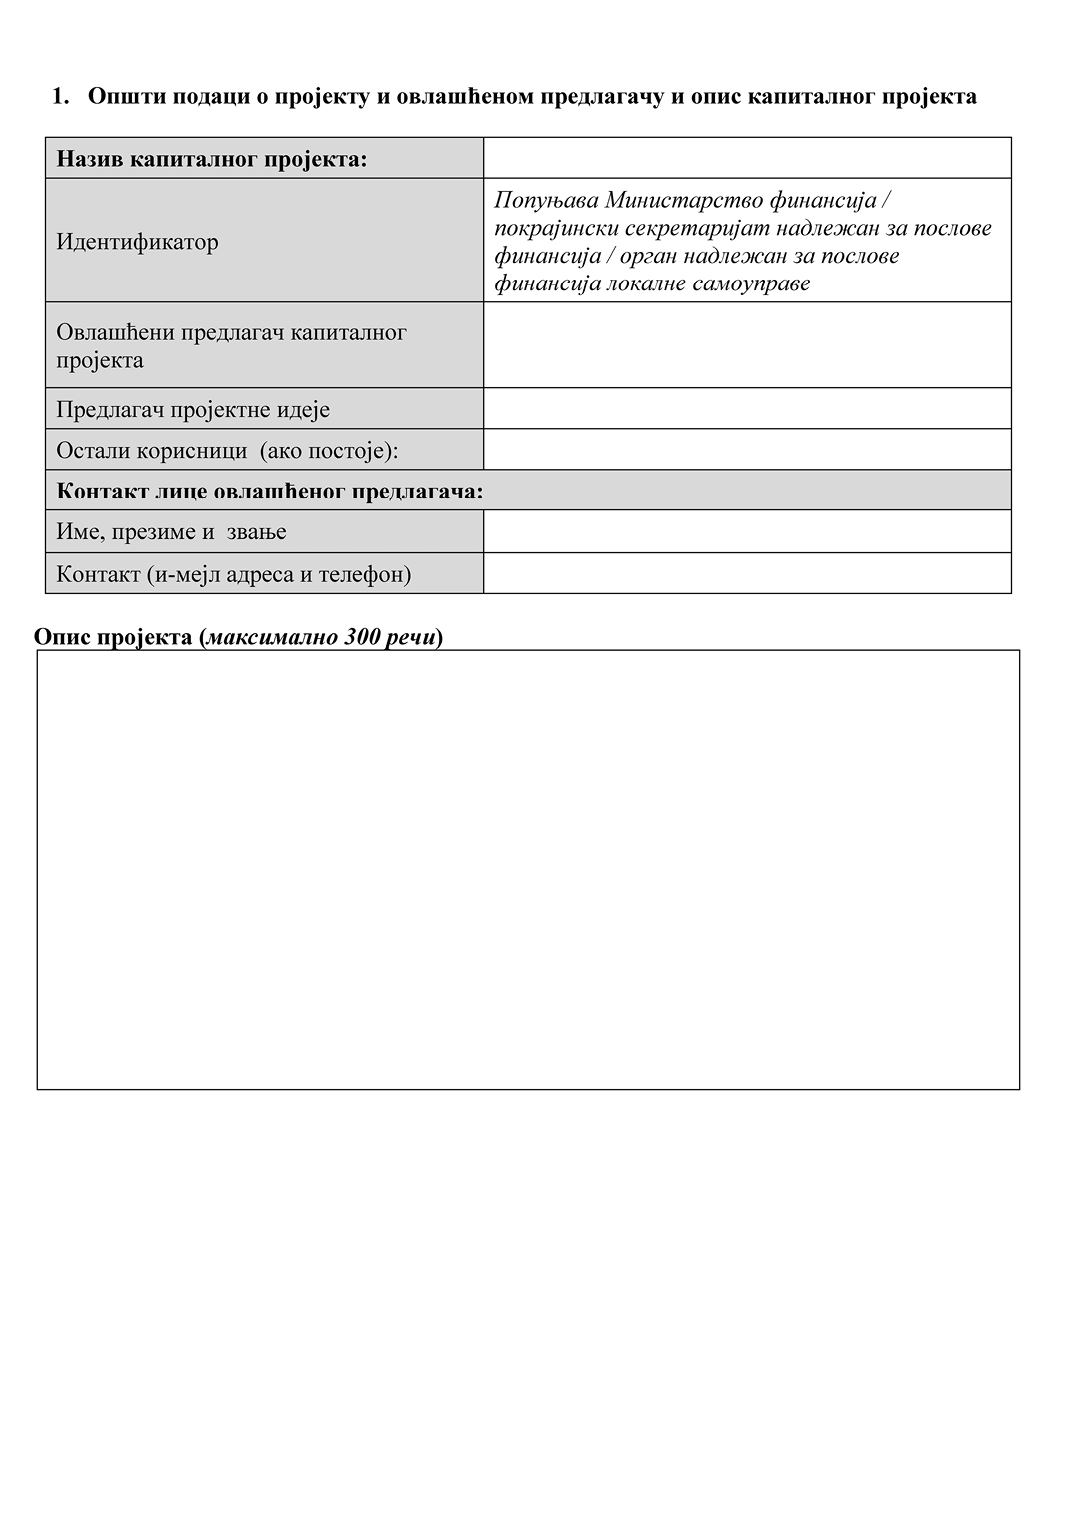 1. Општи подаци о пројекту и овлашћеном предлагачу и опис капиталног пројекта
Назив капиталног пројекта:
Идентификатор
Попуњава Министарство финансија /
покрајински секретаријат надлежан за послове
финансија / орган надлежан за послове
финансија локалне самоуправе
Овлашћени предлагач капиталног
пројекта
Предлагач пројектне идеје
Остали корисници (ако постоје):
Контакт лице овлашћеног предлагача:
Име, презиме и звање
Контакт (и-мејл адреса и телефон)
Опис пројекта (максимално 300 речи)